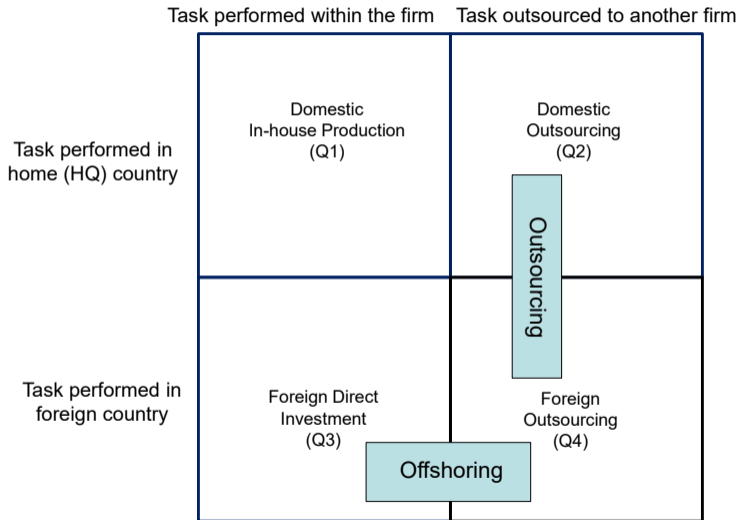 Task performed within the firm
Task outsourced to another firm
Task performed in
home (HQ) country
Domestic
In-house Production
(Q1)
Domestic
Outsourcing
(Q2)
Outsourcing
Task performed in
foreign country
Foreign Direct
Investment
(Q3)
Foreign
Outsourcing
(Q4)
Offshoring